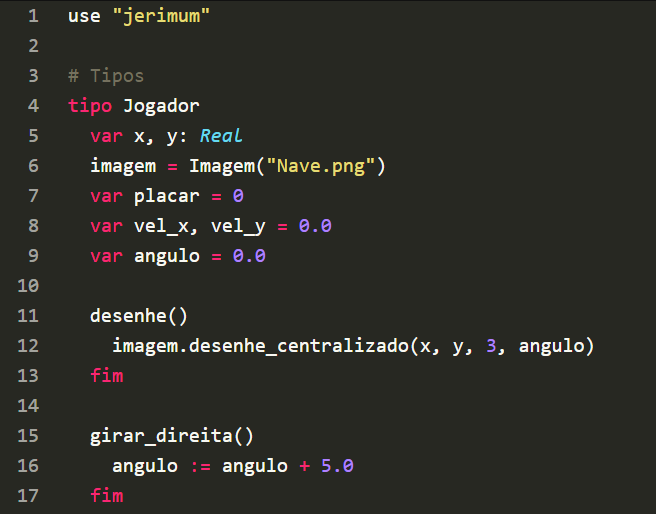 1 use "jerimum"
2
3 # Tipos
4 tipo Jogador
5 var x, y: Real
6 imagem = Imagem("Nave.png")
7 var placar = 0
8 var vel_x, vel_y = 0.0
9 var angulo = 0.0
10
11 desenhe()
12 imagem.desenhe_centralizado(x, y, 3, angulo)
13 fim
14
15 girar_direita()
16 angulo := angulo + 5.0
17 fim